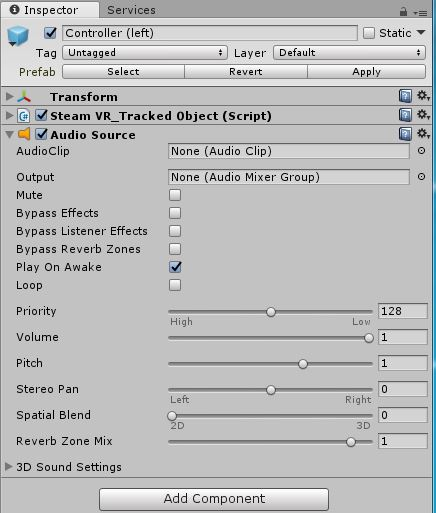 Inspector Services
Controller (left) Static
Tag Untagged Layer Default
Prefab Select Revert Apply
Transform
Steam VR_Tracked Object (Script)
Audio Source
AudioClip None (Audio Clip)
Output None (Audio Mixer Group)
Mute
Bypass Effects
Bypass Listener Effects
Bypass Reverb Zones
Play On Awake
Loop
Priority 128
High Low
Volume 1
Pitch 1
Stereo Pan 0
Left Right
Spatial Blend 0
2D 3D
Reverb Zone Mix 1
3D Sound Settings
Add Component